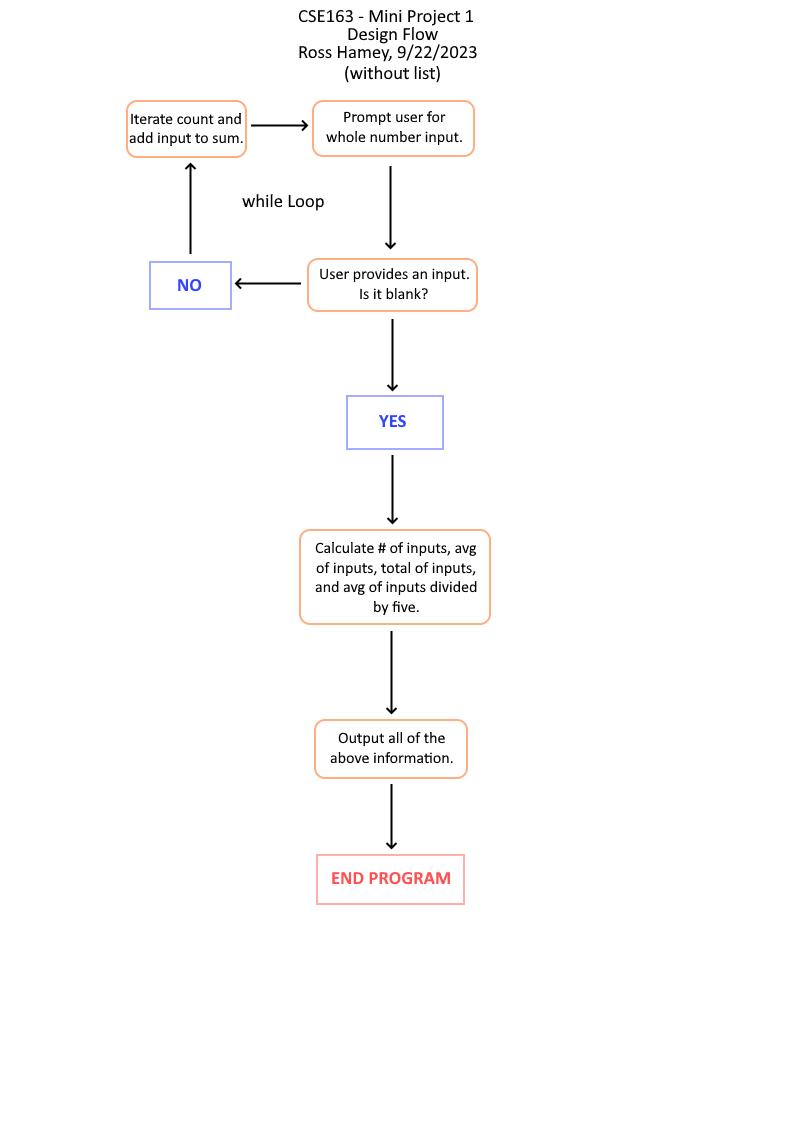 CSE163 - Mini Project 1
Design Flow
Ross Hamey, 9/22/2023
(without list)
Iterate count and
add input to sum.
Prompt user for
whole number input.
while Loop
NO
User provides an input.
Is it blank?
YES
Calculate # of inputs, avg
of inputs, total of inputs,
and avg of inputs divided
by five.
Output all of the
above information.
END PROGRAM